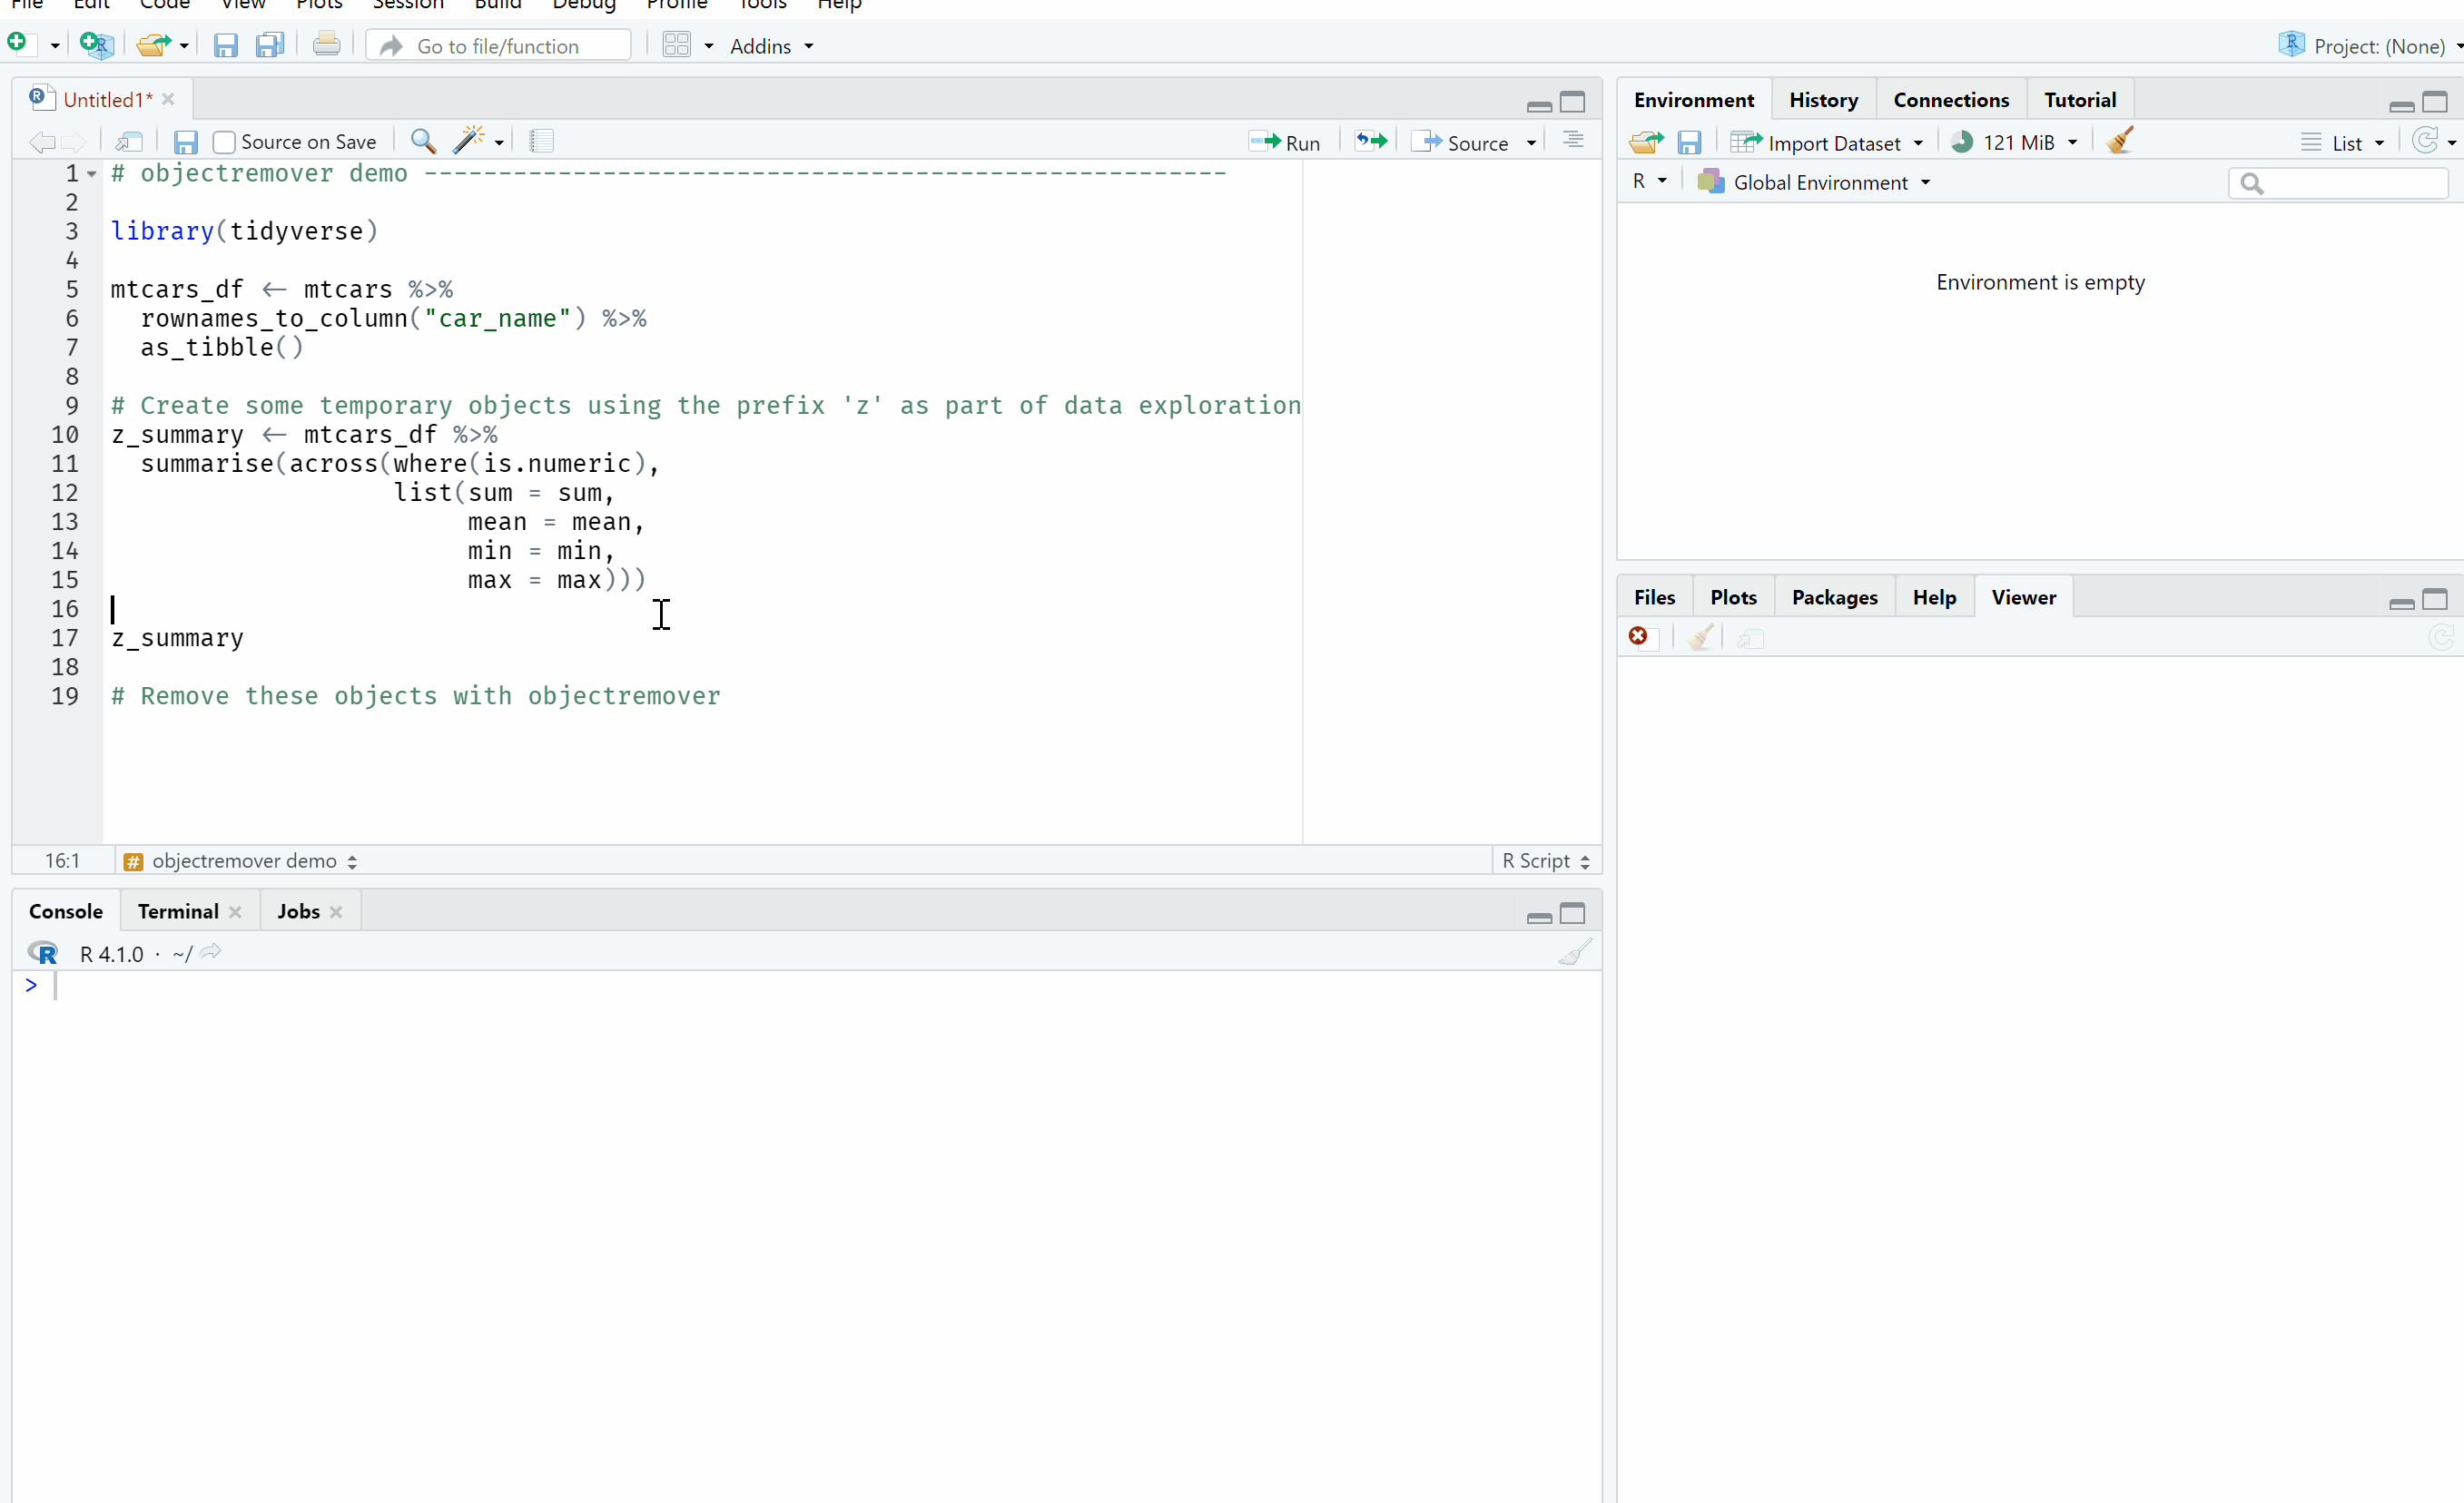 File Edit Code View Plots Session Build Debug Profile Tools Help
Go to file/function Addins Project: (None)
Untitled1*
Source on Save Run Source
1 # objectremover demo ------------------------------------------------------
2
3 library(tidyverse)
4
5 mtcars_df <- mtcars %>%
6 rownames_to_column("car_name") %>%
7 as_tibble()
8
9 # Create some temporary objects using the prefix 'z' as part of data exploration
10 z_summary <- mtcars_df %>%
11 summarise(across(where(is.numeric),
12 list(sum = sum,
13 mean = mean,
14 min = min,
15 max = max)))
16
17 z_summary
18
19 # Remove these objects with objectremover
16:1 # objectremover demo R Script
Console Terminal Jobs
R R 4.1.0 · ~/
>
Environment History Connections Tutorial
Import Dataset 121 MiB List
R Global Environment
Environment is empty
Files Plots Packages Help Viewer